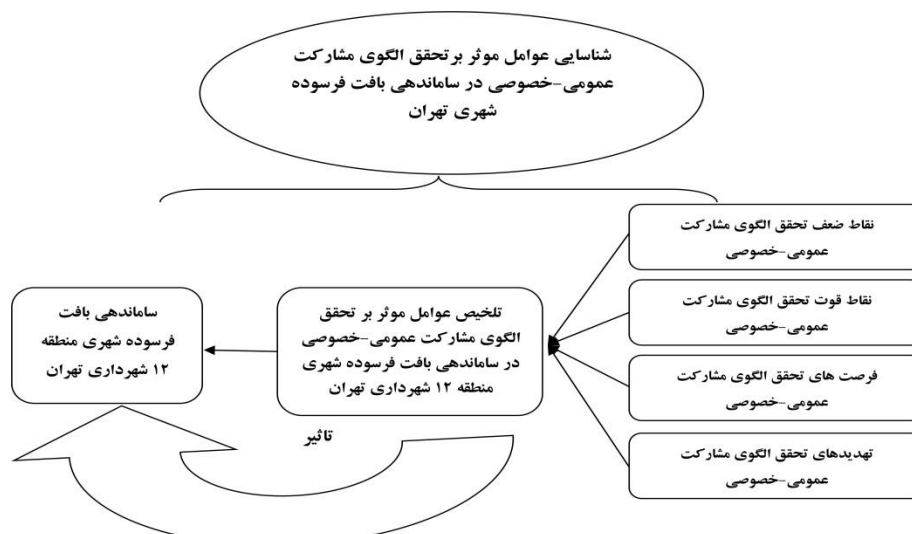 شناسایی عوامل موثر بر تحقق الگوی مشارکت
عمومی-خصوصی در ساماندهی بافت فرسوده
شهری تهران
نقاط ضعف تحقق الگوی مشارکت
عمومی-خصوصی
نقاط قوت تحقق الگوی مشارکت
عمومی-خصوصی
فرصت های تحقق الگوی مشارکت
عمومی-خصوصی
تهدیدهای تحقق الگوی مشارکت
عمومی-خصوصی
تلخیص عوامل موثر بر تحقق
الگوی مشارکت عمومی-خصوصی
در ساماندهی بافت فرسوده شهری
منطقه ۱۲ شهرداری تهران
ساماندهی بافت
فرسوده شهری منطقه
۱۲ شهرداری تهران
تاثیر